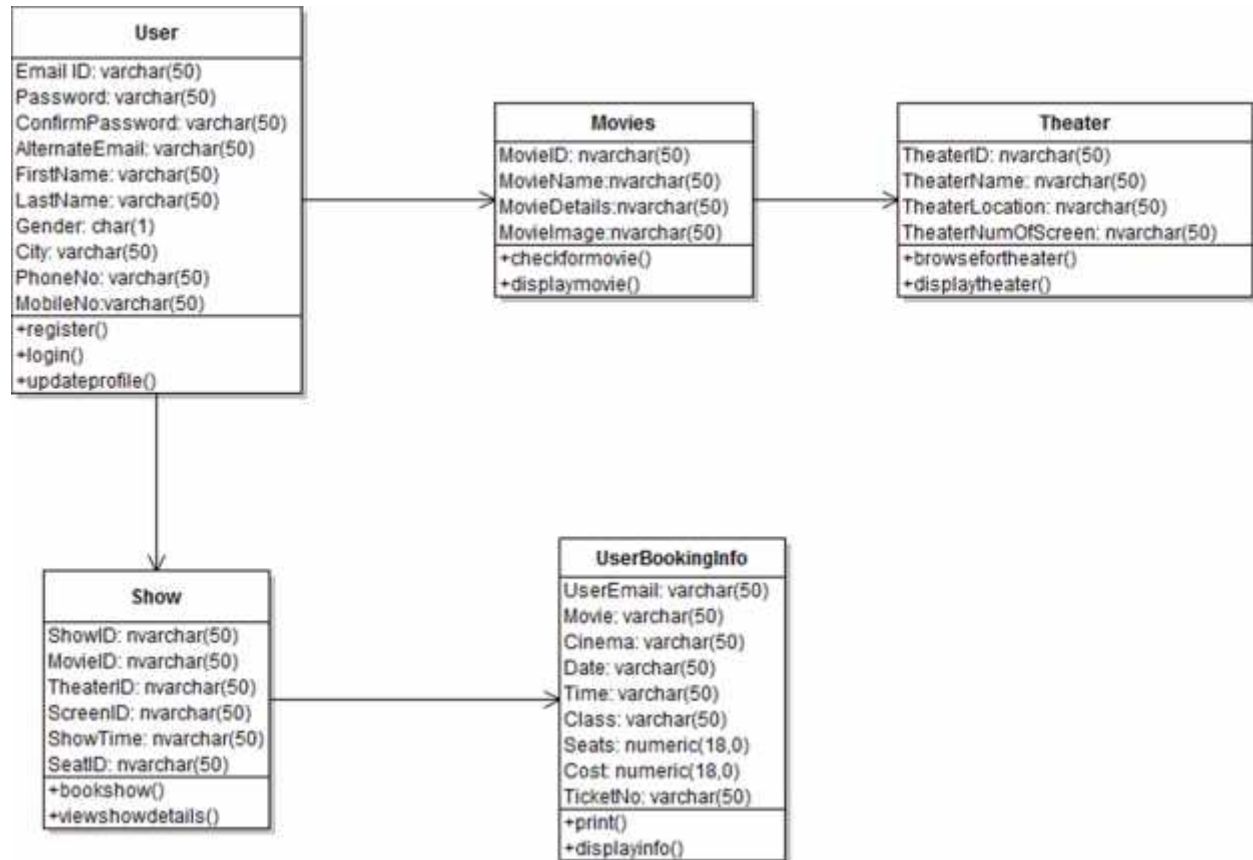 User
Email ID: varchar(50)
Password: varchar(50)
ConfirmPassword: varchar(50)
AlternateEmail: varchar(50)
FirstName: varchar(50)
LastName: varchar(50)
Gender: char(1)
City: varchar(50)
PhoneNo: varchar(50)
MobileNo:varchar(50)
+register()
+login()
+updateprofile()
Movies
MovieID: nvarchar(50)
MovieName:nvarchar(50)
MovieDetails:nvarchar(50)
MovieImage:nvarchar(50)
+checkformovie()
+displaymovie()
Theater
TheaterID: nvarchar(50)
TheaterName: nvarchar(50)
TheaterLocation: nvarchar(50)
TheaterNumOfScreen: nvarchar(50)
+browsefortheater()
+displaytheater()
Show
ShowID: nvarchar(50)
MovieID: nvarchar(50)
TheaterID: nvarchar(50)
ScreenID: nvarchar(50)
ShowTime: nvarchar(50)
SeatID: nvarchar(50)
+bookshow()
+viewshowdetails()
UserBookingInfo
UserEmail: varchar(50)
Movie: varchar(50)
Cinema: varchar(50)
Date: varchar(50)
Time: varchar(50)
Class: varchar(50)
Seats: numeric(18,0)
Cost: numeric(18,0)
TicketNo: varchar(50)
+print()
+displayinfo()